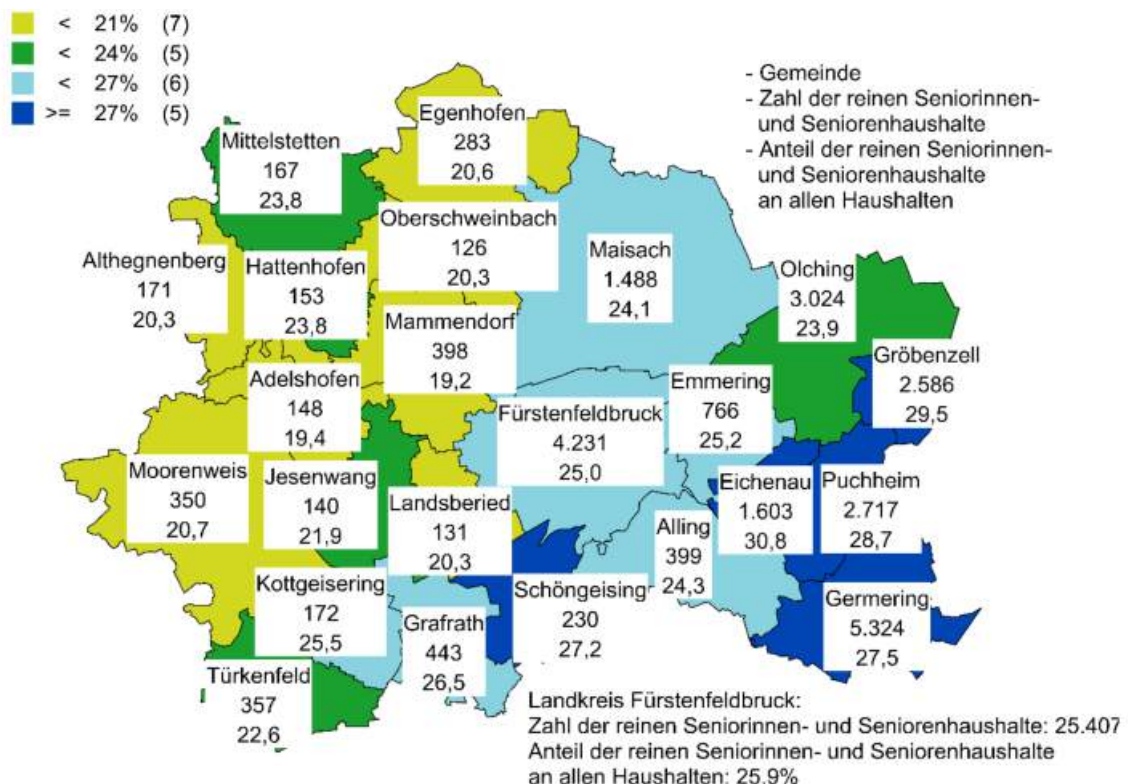 < 21% (7)
< 24% (5)
< 27% (6)
>= 27% (5)
- Gemeinde
- Zahl der reinen Seniorinnen-
und Seniorenhaushalte
- Anteil der reinen Seniorinnen-
und Seniorenhaushalte
an allen Haushalten
Egenhofen
283
20,6
Mittelstetten
167
23,8
Oberschweinbach
126
20,3
Althegnenberg
171
20,3
Hattenhofen
153
23,8
Maisach
1.488
24,1
Olching
3.024
23,9
Mammendorf
398
19,2
Gröbenzell
2.586
29,5
Adelshofen
148
19,4
Emmering
766
25,2
Fürstenfeldbruck
4.231
25,0
Moorenweis
350
20,7
Jesenwang
140
21,9
Landsberied
131
20,3
Eichenau
1.603
30,8
Puchheim
2.717
28,7
Alling
399
24,3
Kottgeisering
172
25,5
Schöngeising
230
27,2
Germering
5.324
27,5
Grafrath
443
26,5
Türkenfeld
357
22,6
Landkreis Fürstenfeldbruck:
Zahl der reinen Seniorinnen- und Seniorenhaushalte: 25.407
Anteil der reinen Seniorinnen- und Seniorenhaushalte
an allen Haushalten: 25,9%